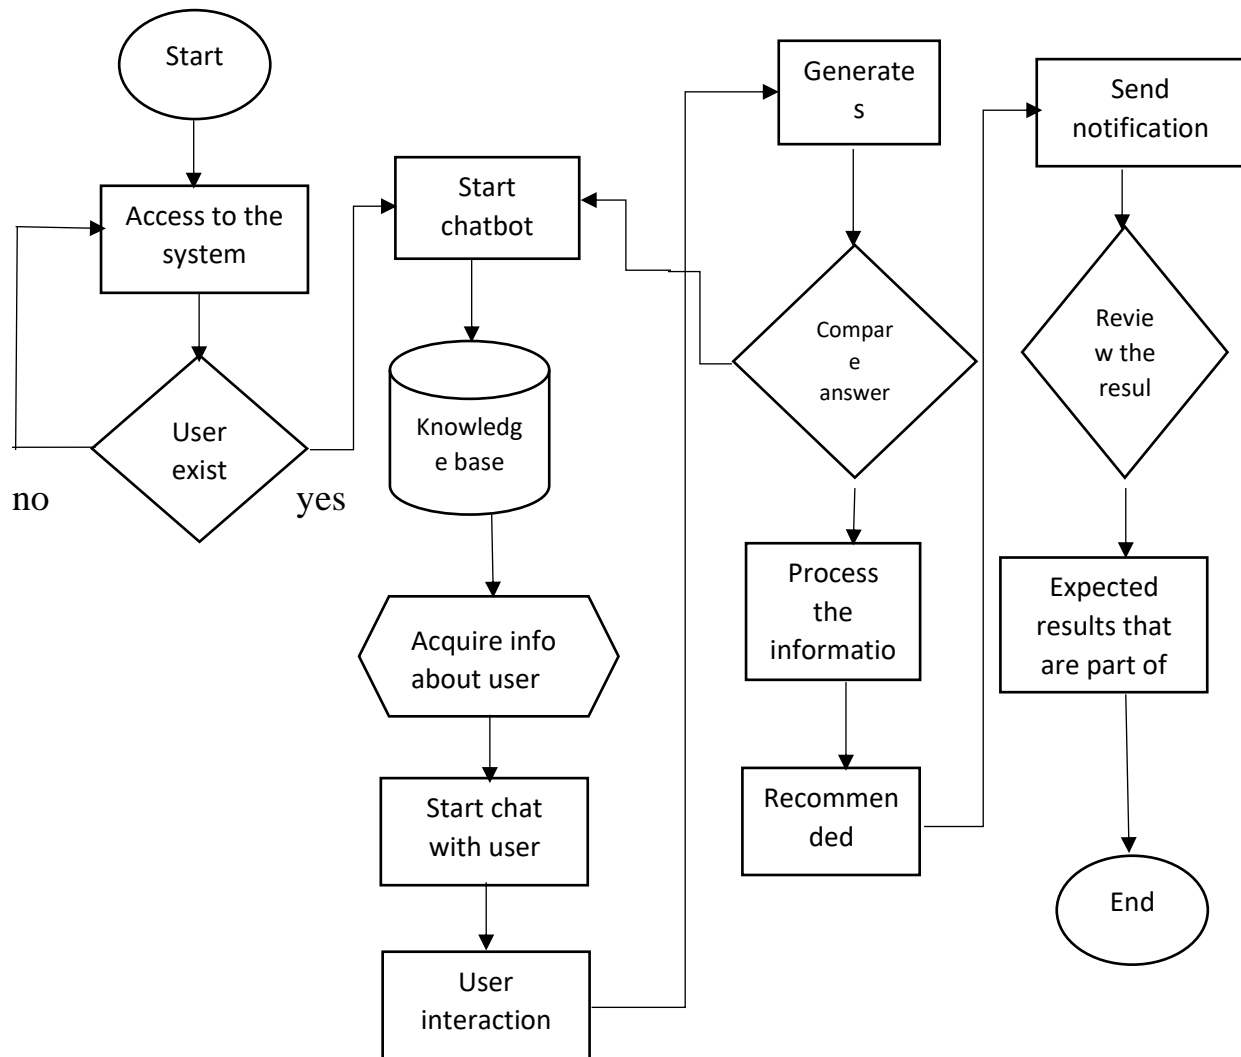 Start
Access to the
system
User
exist
no
yes
Start
chatbot
Knowledg
e base
Acquire info
about user
Start chat
with user
User
interaction
Generate
s
Compar
e
answer
Process
the
informatio
Recommen
ded
Send
notification
Revie
w the
resul
Expected
results that
are part of
End